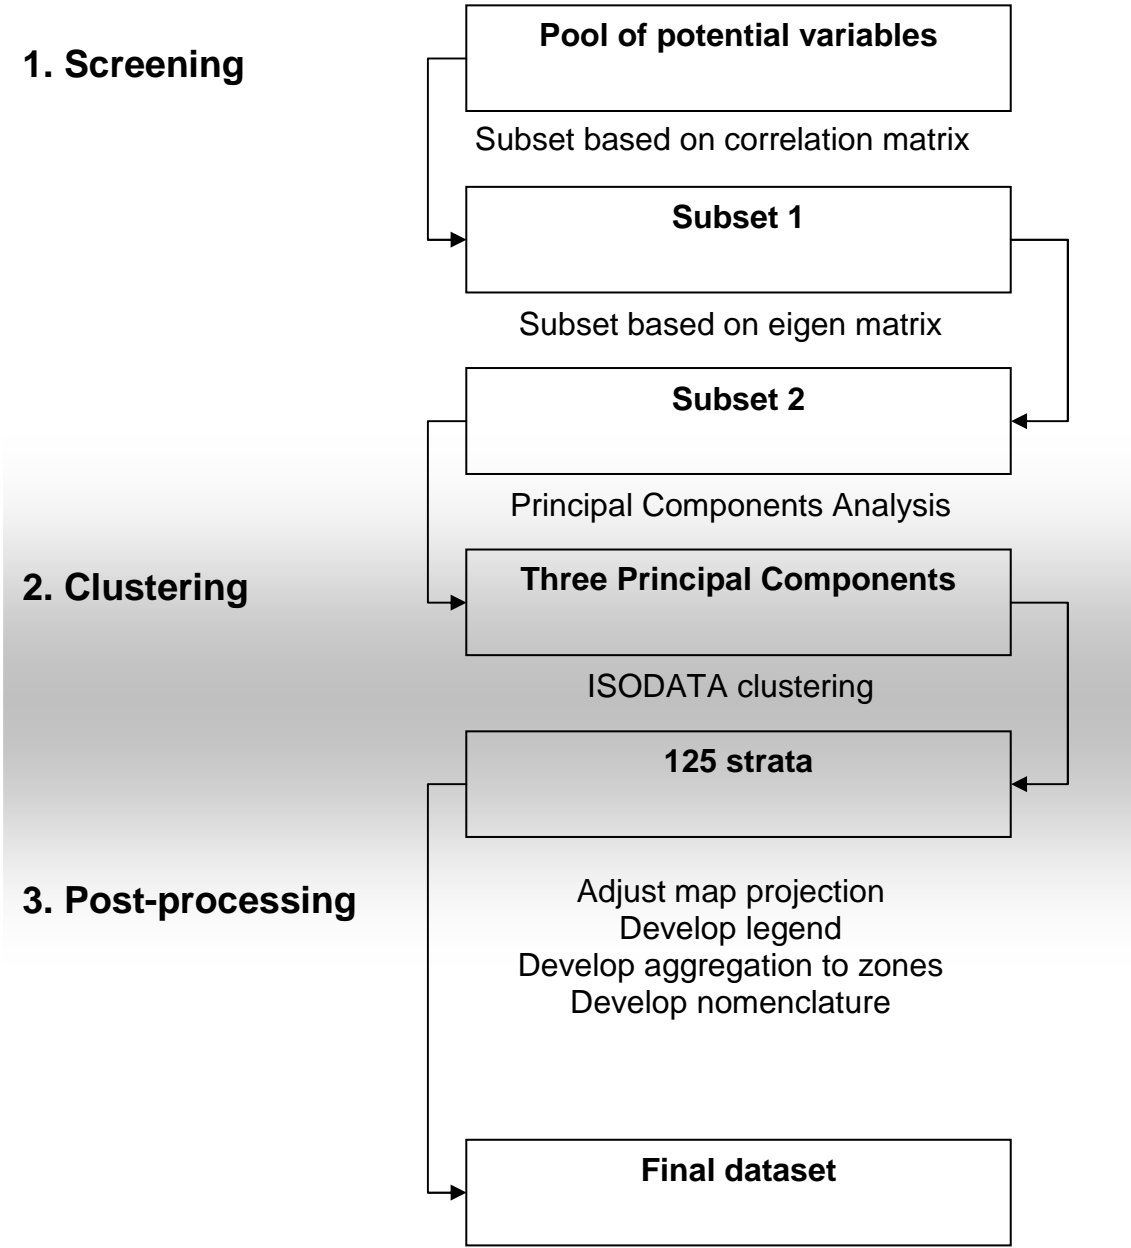 Pool of potential variables
1. Screening
Subset based on correlation matrix
Subset 1
Subset based on eigen matrix
Subset 2
Principal Components Analysis
2. Clustering
Three Principal Components
ISODATA clustering
125 strata
3. Post-processing
Adjust map projection
Develop legend
Develop aggregation to zones
Develop nomenclature
Final dataset